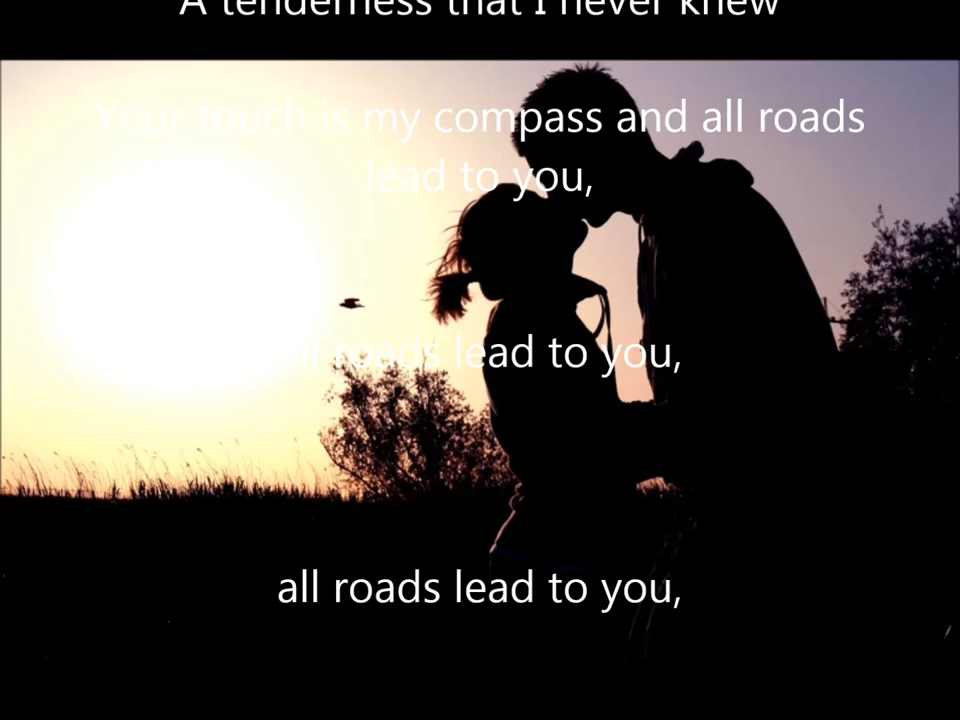 A tenderness that I never knew
Your touch is my compass and all roads
lead to you,
all roads lead to you,
all roads lead to you,